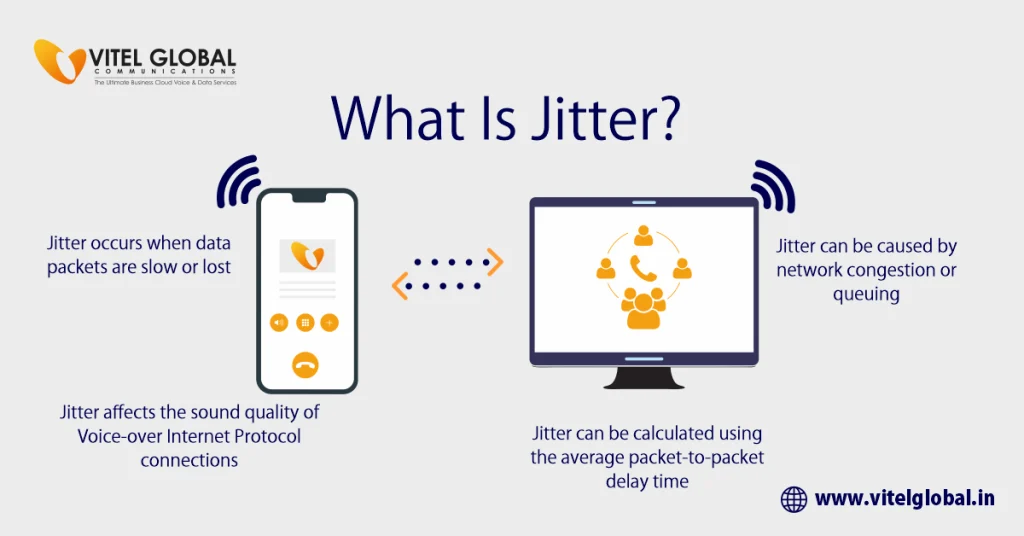 VITEL GLOBAL
COMMUNICATIONS
The Ultimate Business Cloud Voice & Data Services
What Is Jitter?
Jitter occurs when data
packets are slow or lost
Jitter can be caused by
network congestion or
queuing
Jitter affects the sound quality of
Voice-over Internet Protocol
connections
Jitter can be calculated using
the average packet-to-packet
delay time
www.vitelglobal.in